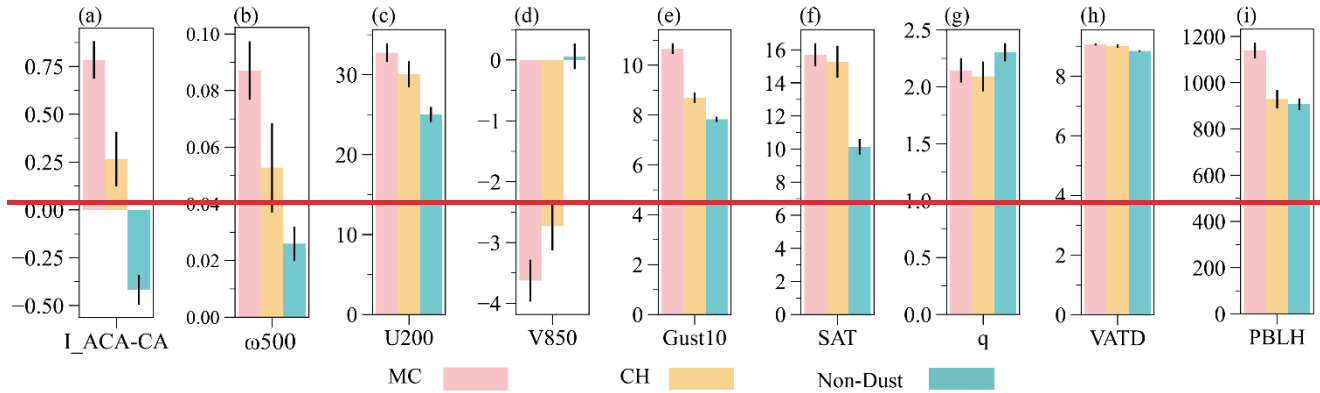 (a) (b) (c) (d) (e) (f) (g) (h) (i)
0.75 0.50 0.25 0.00 −0.25 −0.50
0.10 0.08 0.06 0.04 0.02 0.00
30 20 10 0
0 −1 −2 −3 −4
10 8 6 4 2 0
16 14 12 10 8 6 4 2 0
2.5 2.0 1.5 1.0 0.5 0.0
8 6 4 2 0
1200 1000 800 600 400 200 0
I_ACA-CA ω500 U200 V850 Gust10 SAT q VATD PBLH
MC CH Non-Dust